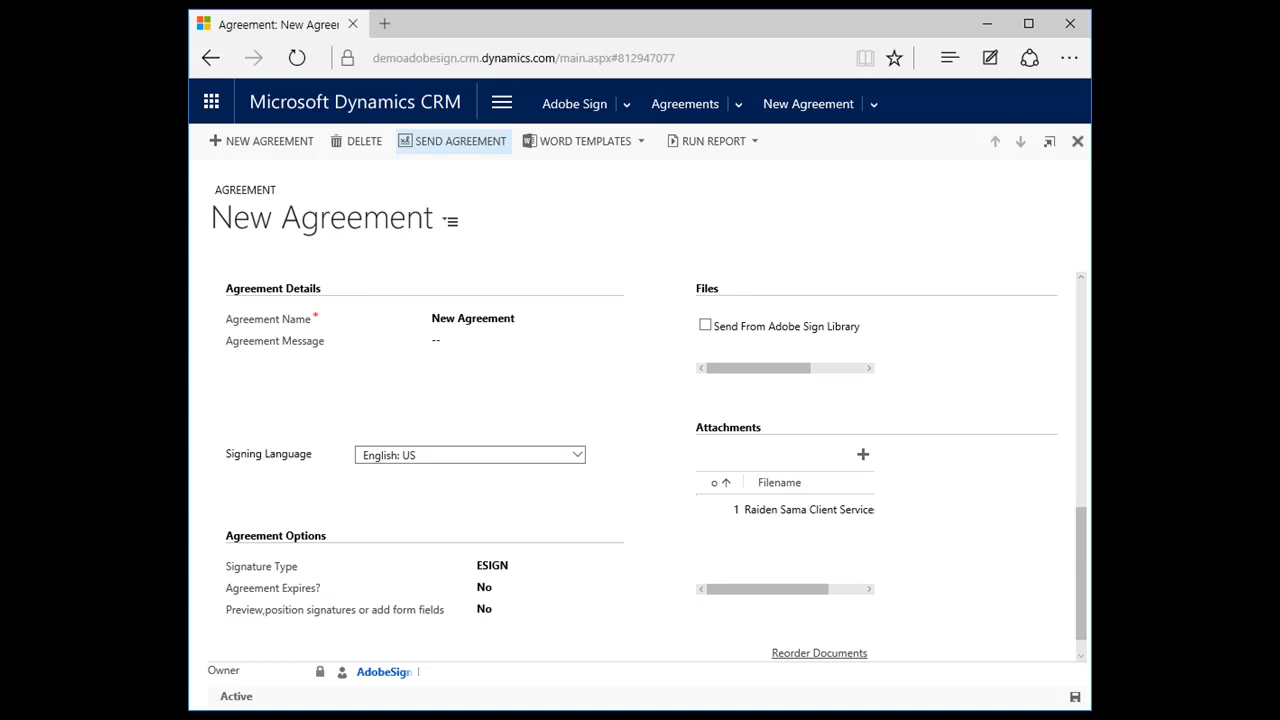 Agreement: New Agreer
demoadobesign.crm.dynamics.com/main.aspx#812947077
Microsoft Dynamics CRM Adobe Sign Agreements New Agreement
NEW AGREEMENT DELETE SEND AGREEMENT WORD TEMPLATES RUN REPORT
AGREEMENT
New Agreement
Agreement Details
Agreement Name* New Agreement
Agreement Message --
Signing Language English: US
Agreement Options
Signature Type ESIGN
Agreement Expires? No
Preview,position signatures or add form fields No
Files
Send From Adobe Sign Library
Attachments
o Filename
1 Raiden Sama Client Service
Reorder Documents
Owner AdobeSign
Active